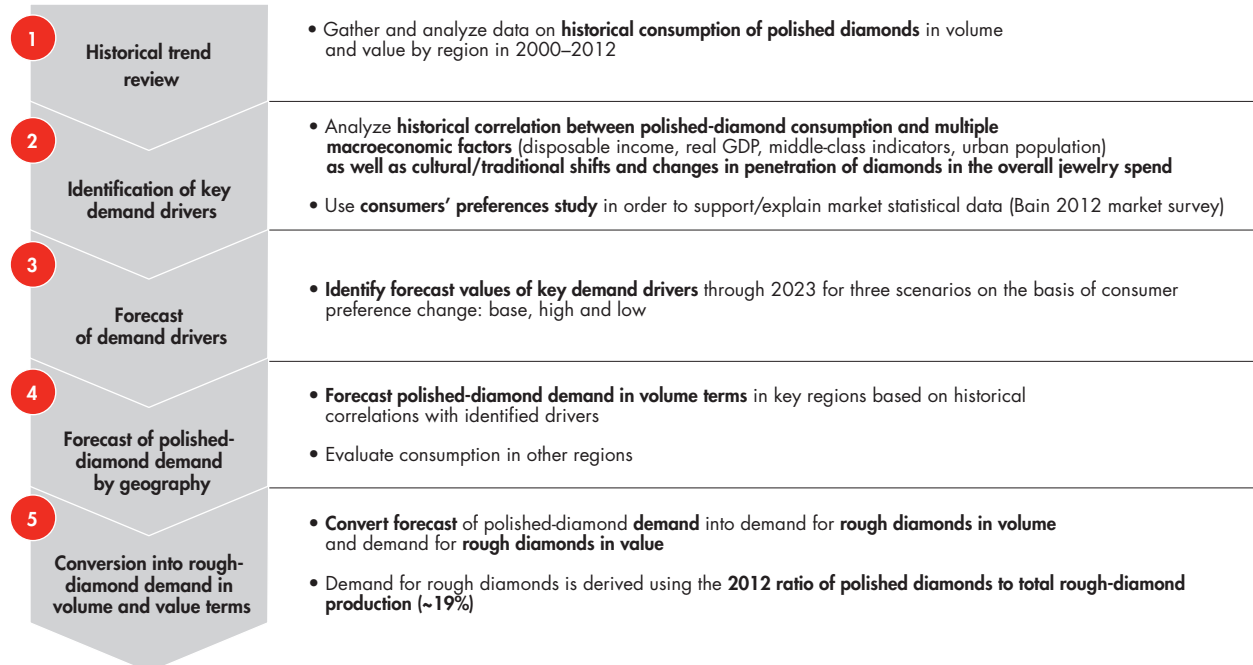 1
Historical trend
review
• Gather and analyze data on historical consumption of polished diamonds in volume
and value by region in 2000–2012
2
Identification of key
demand drivers
• Analyze historical correlation between polished-diamond consumption and multiple
macroeconomic factors (disposable income, real GDP, middle-class indicators, urban population)
as well as cultural/traditional shifts and changes in penetration of diamonds in the overall jewelry spend
• Use consumers’ preferences study in order to support/explain market statistical data (Bain 2012 market survey)
3
Forecast
of demand drivers
• Identify forecast values of key demand drivers through 2023 for three scenarios on the basis of consumer
preference change: base, high and low
4
Forecast of polished-
diamond demand
by geography
• Forecast polished-diamond demand in volume terms in key regions based on historical
correlations with identified drivers
• Evaluate consumption in other regions
5
Conversion into rough-
diamond demand in
volume and value terms
• Convert forecast of polished-diamond demand into demand for rough diamonds in volume
and demand for rough diamonds in value
• Demand for rough diamonds is derived using the 2012 ratio of polished diamonds to total rough-diamond
production (~19%)